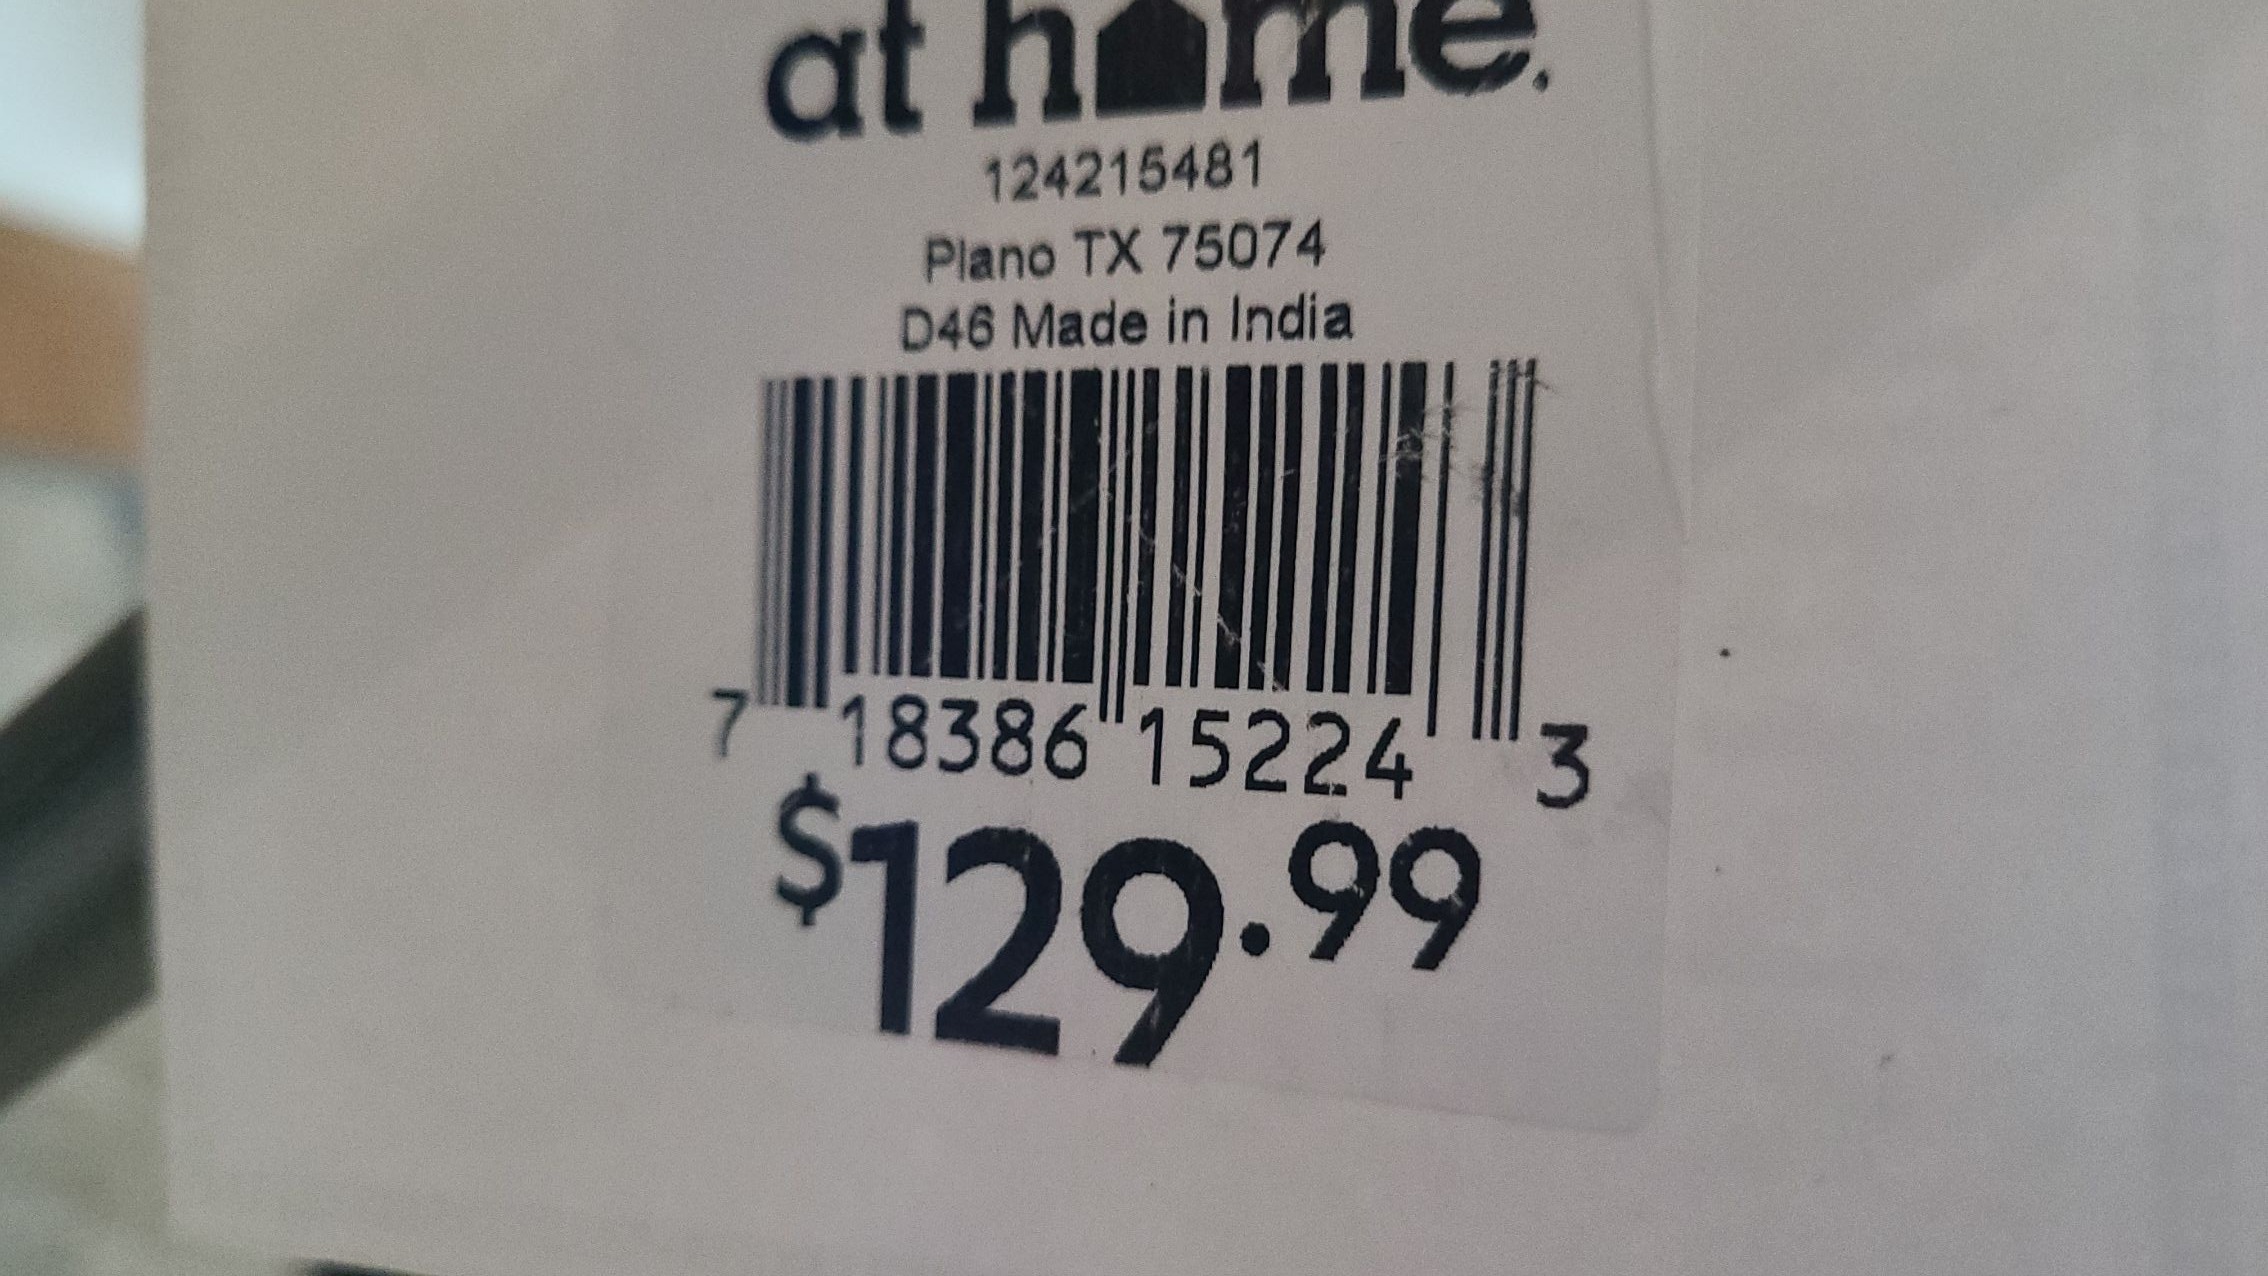 at home.
124215481
Plano TX 75074
D46 Made in India
7 18386 15224 3
$129.99